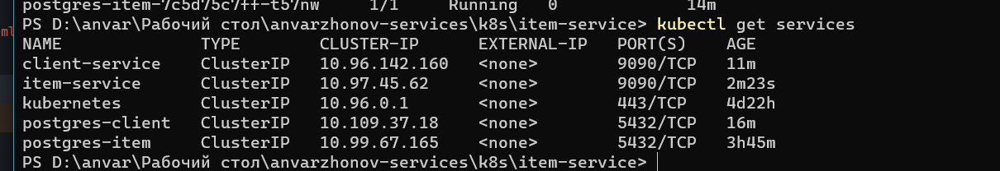 postgres-item-7c5d75c7ff-t57nw 1/1 Running 0 14m
PS D:\anvar\Рабочий стол\anvarzhonov-services\k8s\item-service> kubectl get services
NAME TYPE CLUSTER-IP EXTERNAL-IP PORT(S) AGE
client-service ClusterIP 10.96.142.160 <none> 9090/TCP 11m
item-service ClusterIP 10.97.45.62 <none> 9090/TCP 2m23s
kubernetes ClusterIP 10.96.0.1 <none> 443/TCP 4d22h
postgres-client ClusterIP 10.109.37.18 <none> 5432/TCP 16m
postgres-item ClusterIP 10.99.67.165 <none> 5432/TCP 3h45m
PS D:\anvar\Рабочий стол\anvarzhonov-services\k8s\item-service>
ml